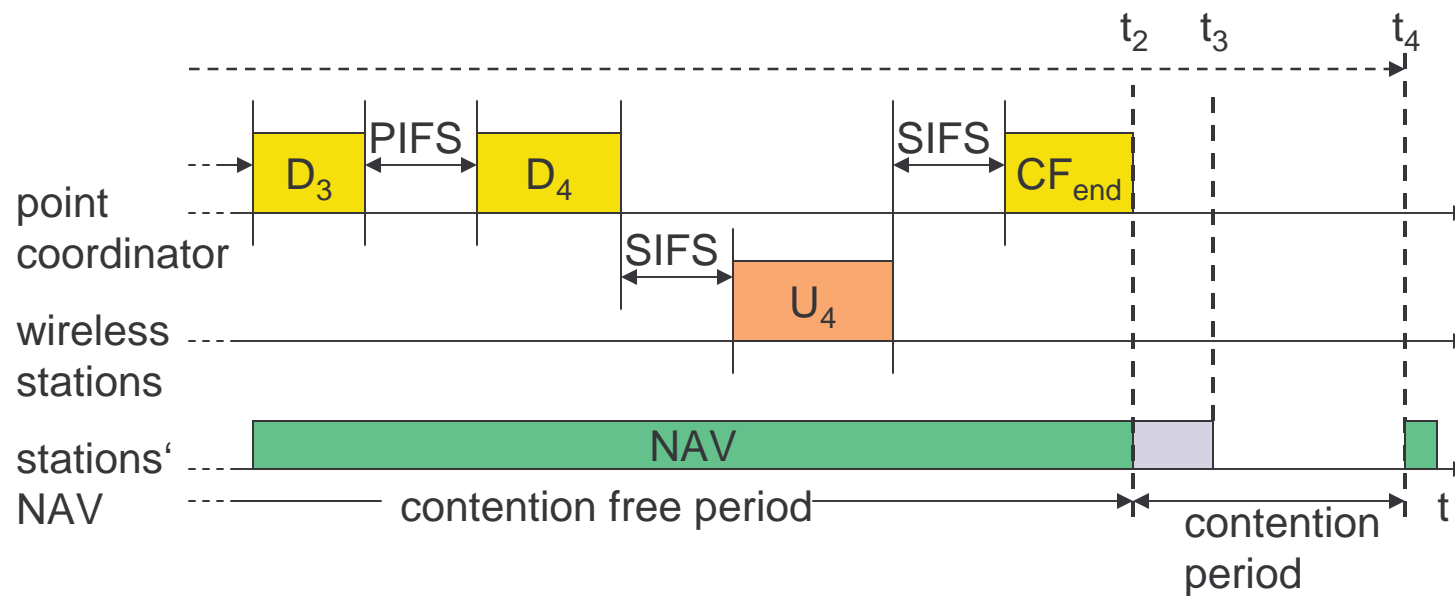 t2 t3 t4
D3 PIFS D4 SIFS CFend
point
coordinator
SIFS U4
wireless
stations
stations‘
NAV
NAV
contention free period
contention
period
t